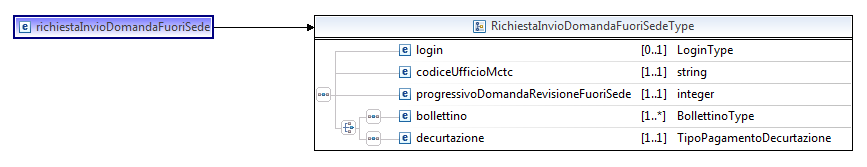 richiestaInvioDomandaFuoriSede
RichiestaInvioDomandaFuoriSedeType
login [0..1] LoginType
codiceUfficioMctc [1..1] string
progressivoDomandaRevisioneFuoriSede [1..1] integer
bollettino [1..*] BollettinoType
decurtazione [1..1] TipoPagamentoDecurtazione